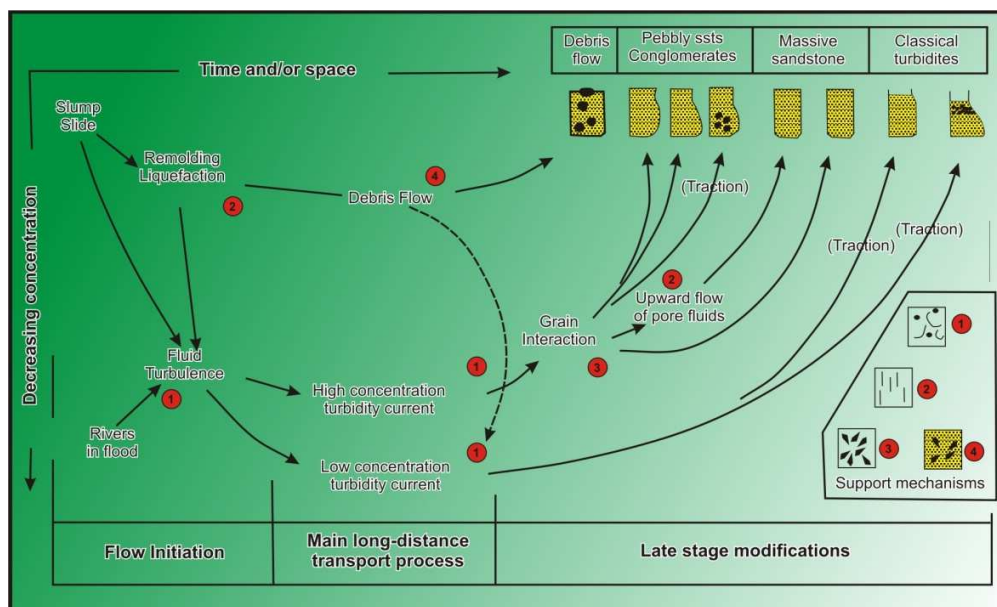 Debris
flow
Pebbly ssts
Conglomerates
Massive
sandstone
Classical
turbidites
Time and/or space
Decreasing concentration
Slump
Slide
Remolding
Liquefaction
2
4
Debris Flow
(Traction)
(Traction)
(Traction)
2
Upward flow
of pore fluids
Grain
Interaction
3
Fluid
Turbulence
1
1
High concentration
turbidity current
Rivers
in flood
1
Low concentration
turbidity current
1
2
3
4
Support mechanisms
Flow Initiation
Main long-distance
transport process
Late stage modifications